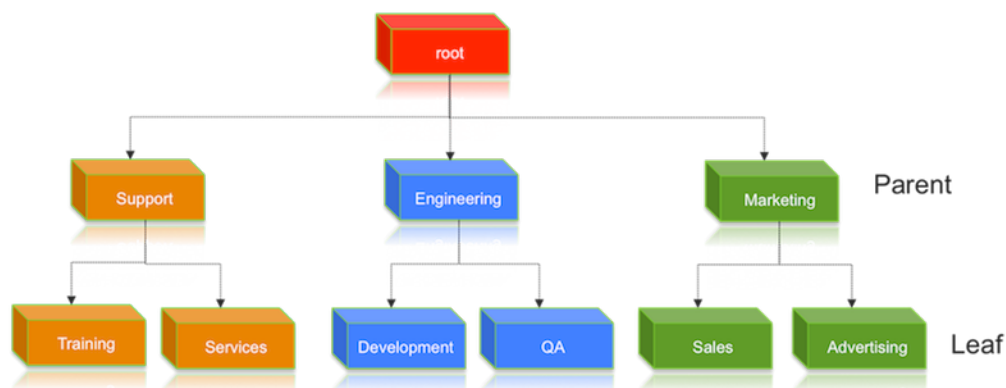 root
Support
Engineering
Marketing
Parent
Training
Services
Development
QA
Sales
Advertising
Leaf